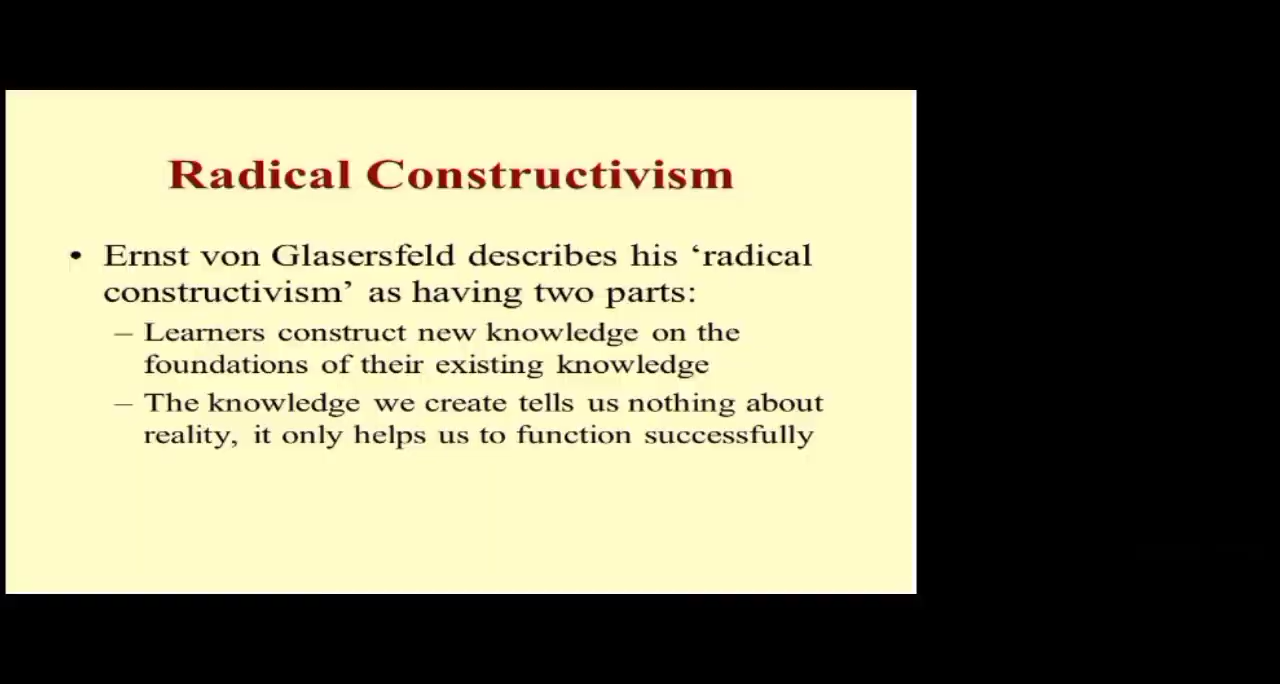 Radical Constructivism
• Ernst von Glasersfeld describes his ‘radical
constructivism’ as having two parts:
– Learners construct new knowledge on the
foundations of their existing knowledge
– The knowledge we create tells us nothing about
reality, it only helps us to function successfully